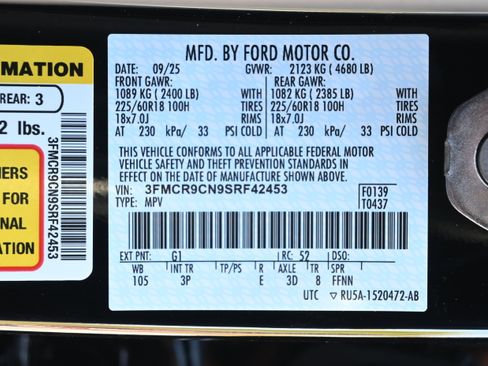 RMATION
REAR: 3
2 lbs.
NERS
FOR
NAL
ATION
3FMCR9CN9SRF42453
MFD. BY FORD MOTOR CO.
DATE: 09/25 GVWR: 2123 KG ( 4680 LB)
FRONT GAWR: REAR GAWR:
1089 KG ( 2400 LB) WITH 1082 KG ( 2385 LB) WITH
225/60R18 100H TIRES 225/60R18 100H TIRES
18x7.0J RIMS 18x7.0J RIMS
AT 230 kPa/ 33 PSI COLD AT 230 kPa/ 33 PSI COLD
THIS VEHICLE CONFORMS TO ALL APPLICABLE FEDERAL MOTOR
VEHICLE SAFETY AND THEFT PREVENTION STANDARDS IN
EFFECT ON THE DATE OF MANUFACTURE SHOWN ABOVE.
VIN: 3FMCR9CN9SRF42453 F0139
TYPE: MPV T0437
EXT PNT: G1 RC: 52 DSO:
WB INT TR TP/PS R AXLE TR SPR
105 3P E 3D 8 FFNN
UTC ▽RU5A-1520472-AB